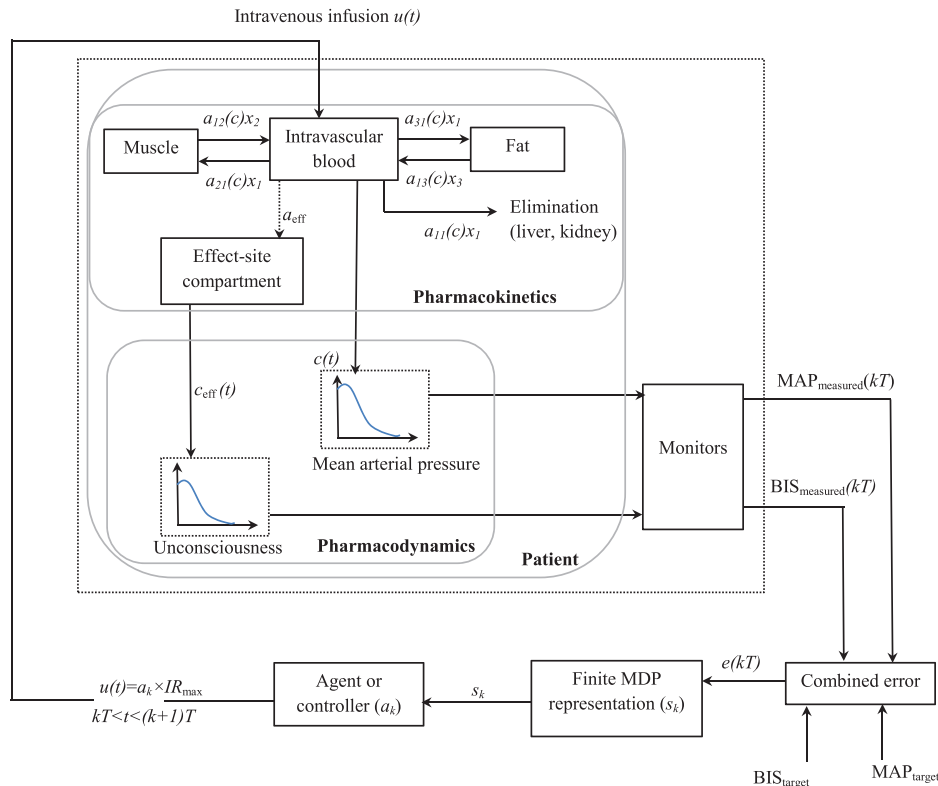 Intravenous infusion u(t)
a12(c)x2
a31(c)x1
Muscle
Intravascular
blood
Fat
a21(c)x1
a13(c)x3
aeff
Elimination
(liver, kidney)
a11(c)x1
Effect-site
compartment
Pharmacokinetics
c(t)
ceff(t)
MAPmeasured(kT)
Monitors
Mean arterial pressure
BISmeasured(kT)
Unconsciousness
Pharmacodynamics
Patient
u(t)=ak×IRmax
kT<t<(k+1)T
Agent or
controller (ak)
sk
Finite MDP
representation (sk)
e(kT)
Combined error
BIStarget
MAPtarget